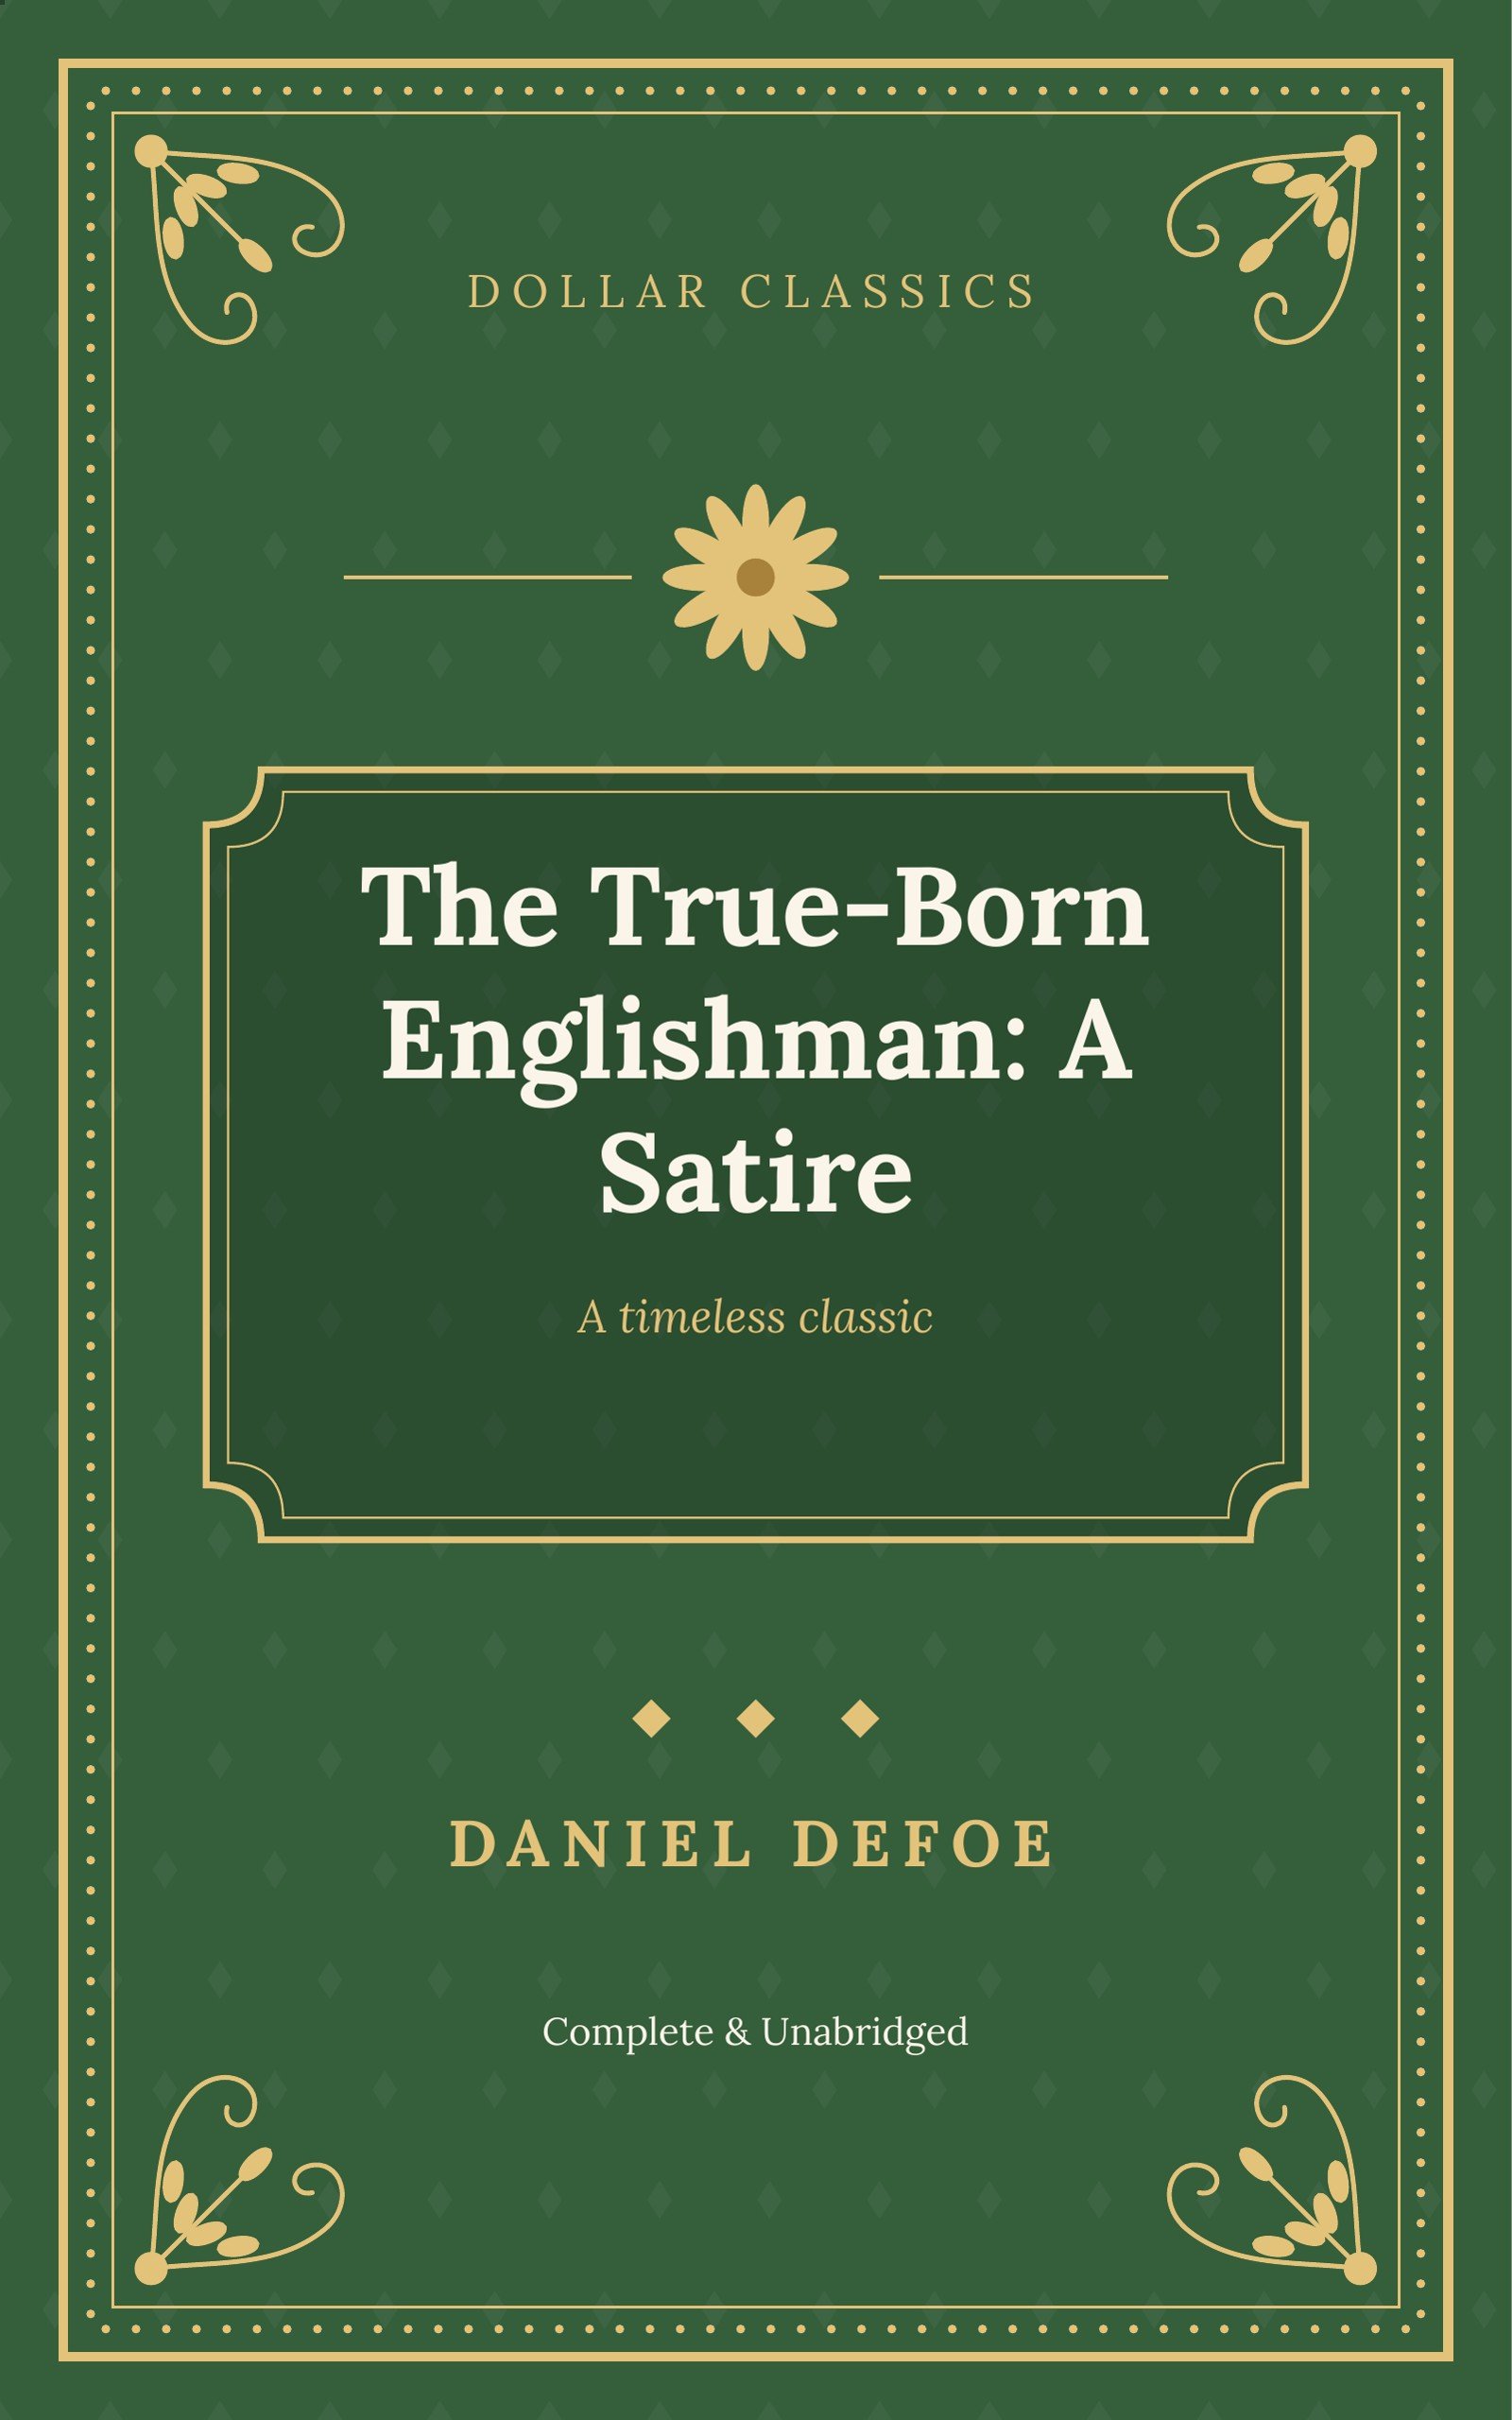 DOLLAR CLASSICS
The True-Born
Englishman: A
Satire
A timeless classic
DANIEL DEFOE
Complete & Unabridged